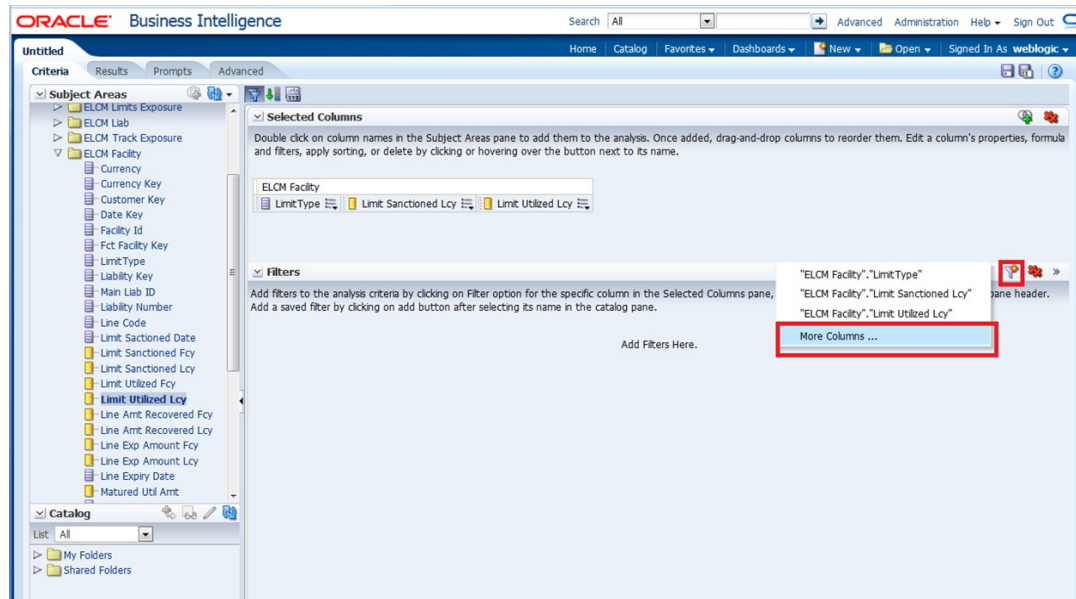 ORACLE Business Intelligence
Search All Advanced Administration Help Sign Out
Untitled
Home Catalog Favorites Dashboards New Open Signed In As weblogic
Criteria Results Prompts Advanced
Subject Areas
ELCM Limits Exposure
ELCM Liab
ELCM Track Exposure
ELCM Facility
Currency
Currency Key
Customer Key
Date Key
Facility Id
Fct Facility Key
LimitType
Liability Key
Main Liab ID
Liability Number
Line Code
Limit Sactioned Date
Limit Sanctioned Fcy
Limit Sanctioned Lcy
Limit Utilized Fcy
Limit Utilized Lcy
Line Amt Recovered Fcy
Line Amt Recovered Lcy
Line Exp Amount Fcy
Line Exp Amount Lcy
Line Expiry Date
Matured Util Amt
Catalog
List All
My Folders
Shared Folders
Selected Columns
Double click on column names in the Subject Areas pane to add them to the analysis. Once added, drag-and-drop columns to reorder them. Edit a column's properties, formula
and filters, apply sorting, or delete by clicking or hovering over the button next to its name.
ELCM Facility
LimitType Limit Sanctioned Lcy Limit Utilized Lcy
Filters
Add filters to the analysis criteria by clicking on Filter option for the specific column in the Selected Columns pane, pane header.
Add a saved filter by clicking on add button after selecting its name in the catalog pane.
Add Filters Here.
"ELCM Facility"."LimitType"
"ELCM Facility"."Limit Sanctioned Lcy"
"ELCM Facility"."Limit Utilized Lcy"
More Columns ...